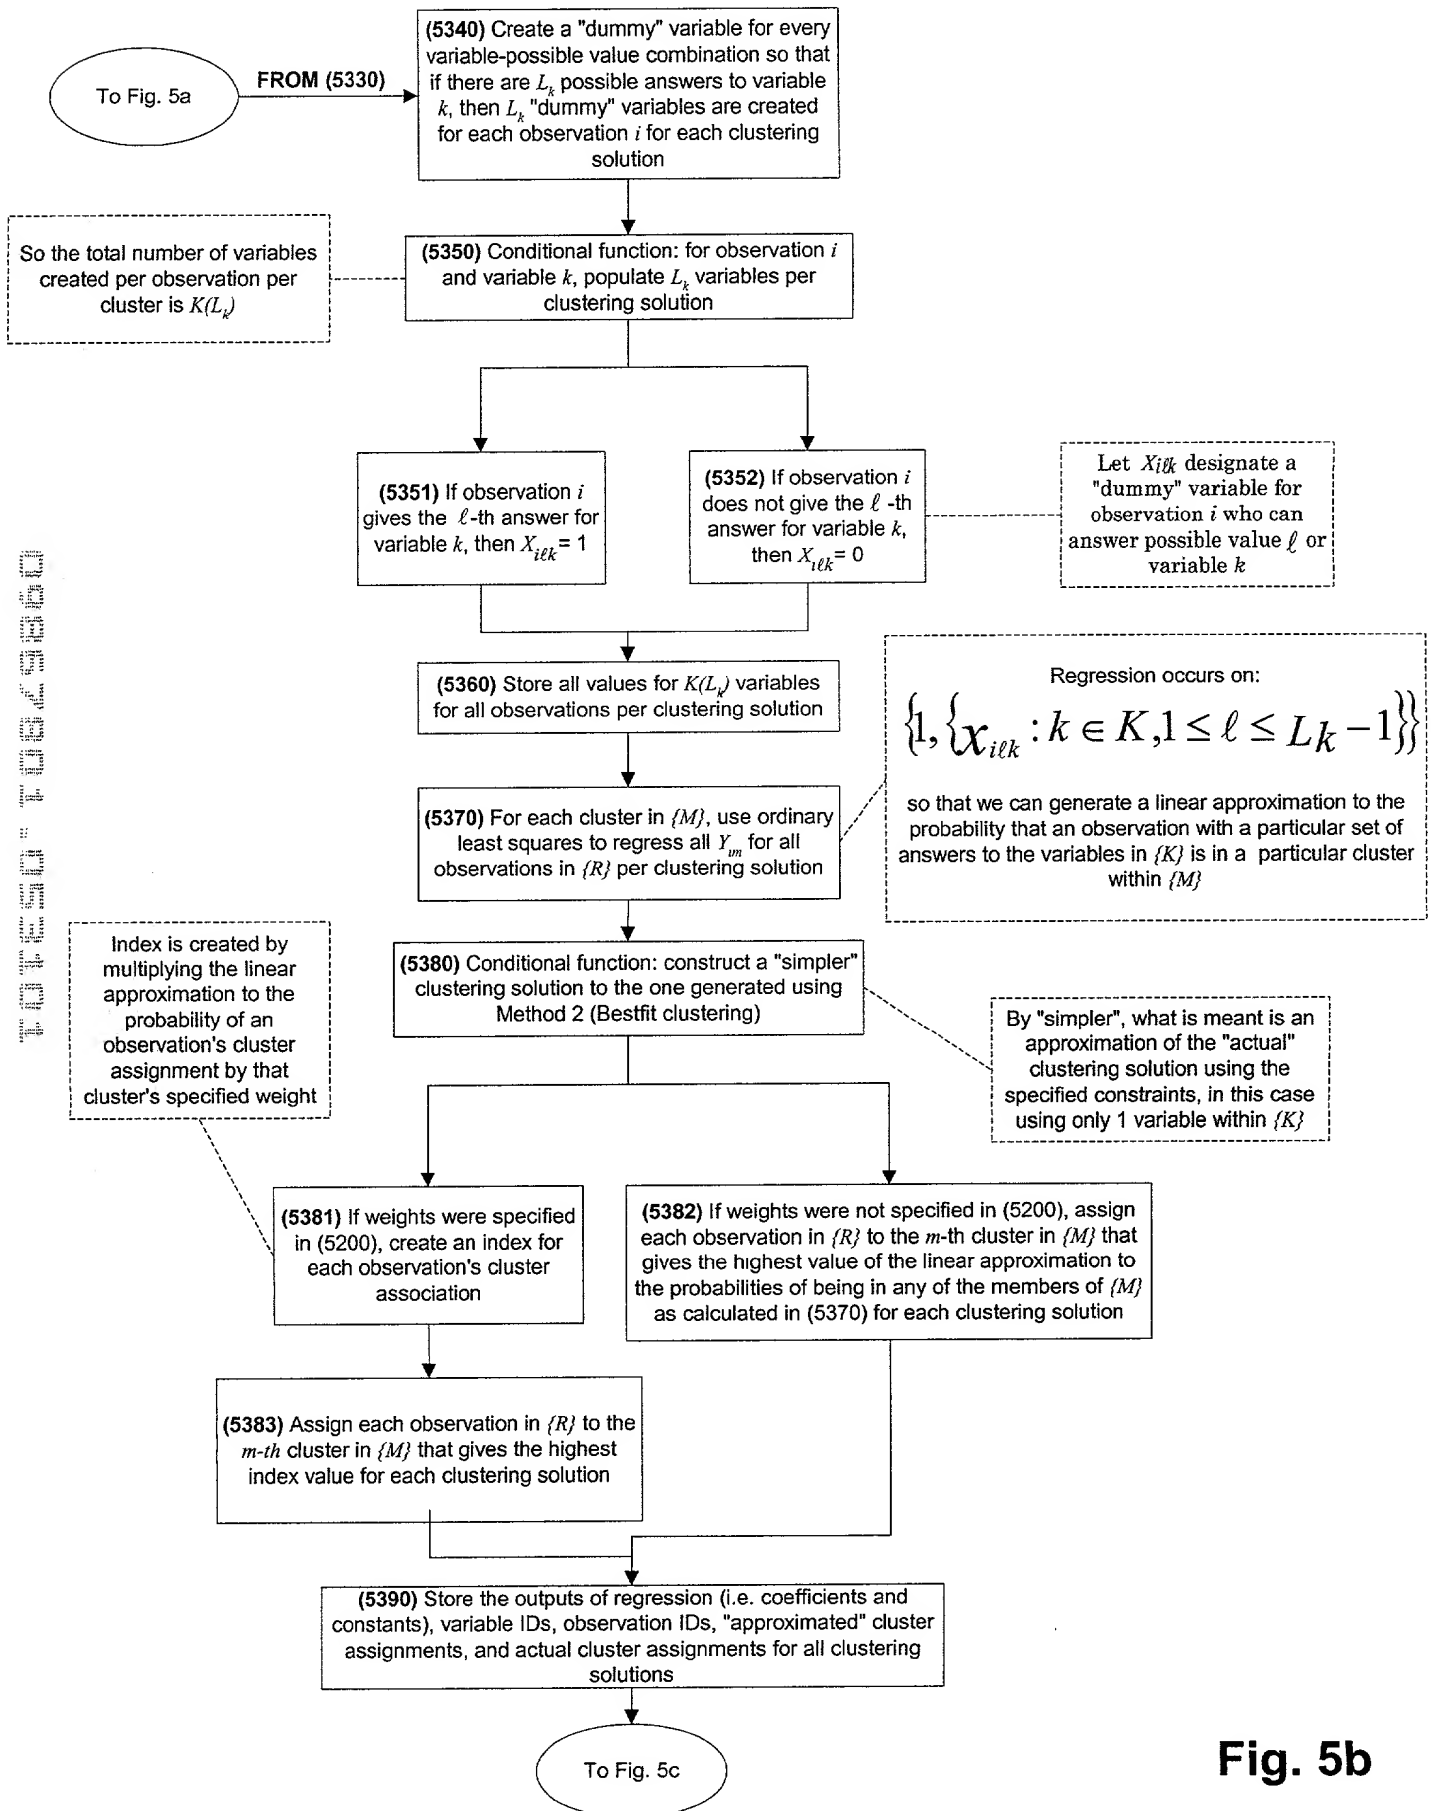 (5340) Create a "dummy" variable for every
variable-possible value combination so that
if there are Lk possible answers to variable
k, then Lk "dummy" variables are created
for each observation i for each clustering
solution
To Fig. 5a
FROM (5330)
So the total number of variables
created per observation per
cluster is K(Lk)
(5350) Conditional function: for observation i
and variable k, populate Lk variables per
clustering solution
(5351) If observation i
gives the ℓ-th answer for
variable k, then Xiℓk= 1
(5352) If observation i
does not give the ℓ -th
answer for variable k,
then Xiℓk= 0
Let Xiℓk designate a
"dummy" variable for
observation i who can
answer possible value ℓ or
variable k
(5360) Store all values for K(Lk) variables
for all observations per clustering solution
Regression occurs on:
{1, {xiℓk : k ∈ K,1 ≤ ℓ ≤ Lk −1}}
so that we can generate a linear approximation to the
probability that an observation with a particular set of
answers to the variables in {K} is in a particular cluster
within {M}
(5370) For each cluster in {M}, use ordinary
least squares to regress all Yim for all
observations in {R} per clustering solution
Index is created by
multiplying the linear
approximation to the
probability of an
observation's cluster
assignment by that
cluster's specified weight
(5380) Conditional function: construct a "simpler"
clustering solution to the one generated using
Method 2 (Bestfit clustering)
By "simpler", what is meant is an
approximation of the "actual"
clustering solution using the
specified constraints, in this case
using only 1 variable within {K}
(5381) If weights were specified
in (5200), create an index for
each observation's cluster
association
(5382) If weights were not specified in (5200), assign
each observation in {R} to the m-th cluster in {M} that
gives the highest value of the linear approximation to
the probabilities of being in any of the members of {M}
as calculated in (5370) for each clustering solution
(5383) Assign each observation in {R} to the
m-th cluster in {M} that gives the highest
index value for each clustering solution
(5390) Store the outputs of regression (i.e. coefficients and
constants), variable IDs, observation IDs, "approximated" cluster
assignments, and actual cluster assignments for all clustering
solutions
To Fig. 5c
Fig. 5b
09857801.053101